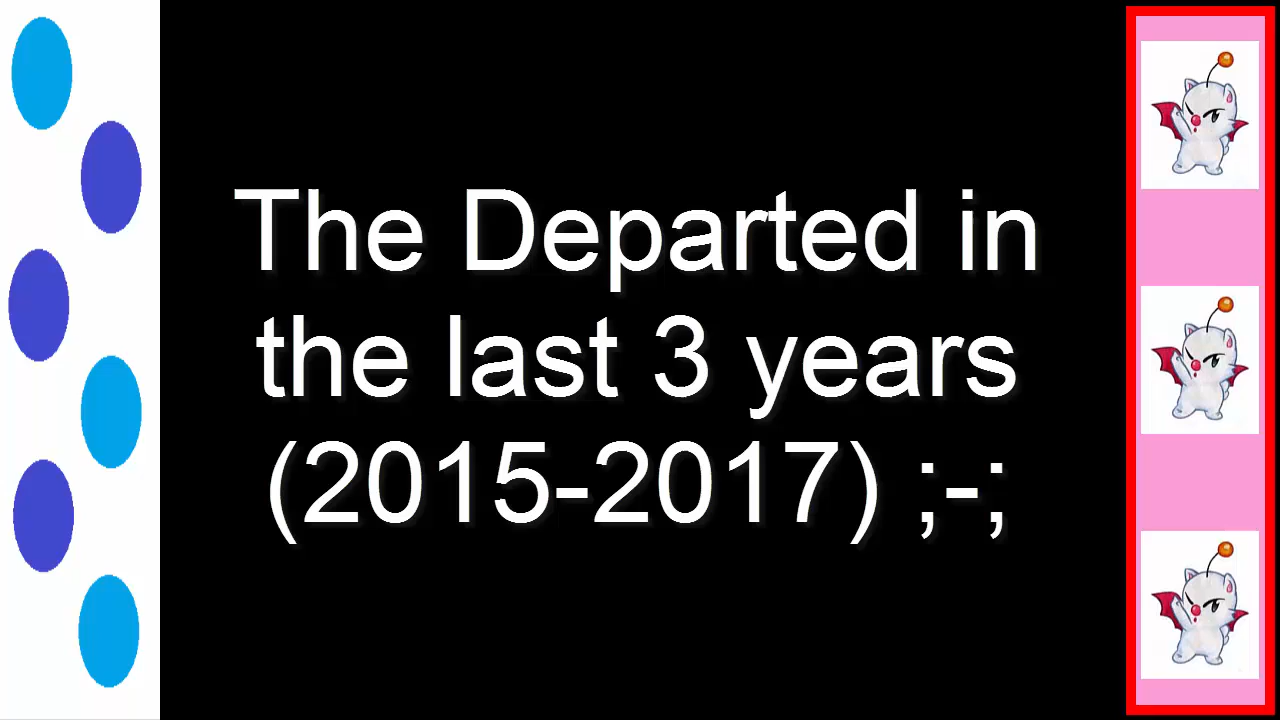 The Departed in
the last 3 years
(2015-2017) ;-;